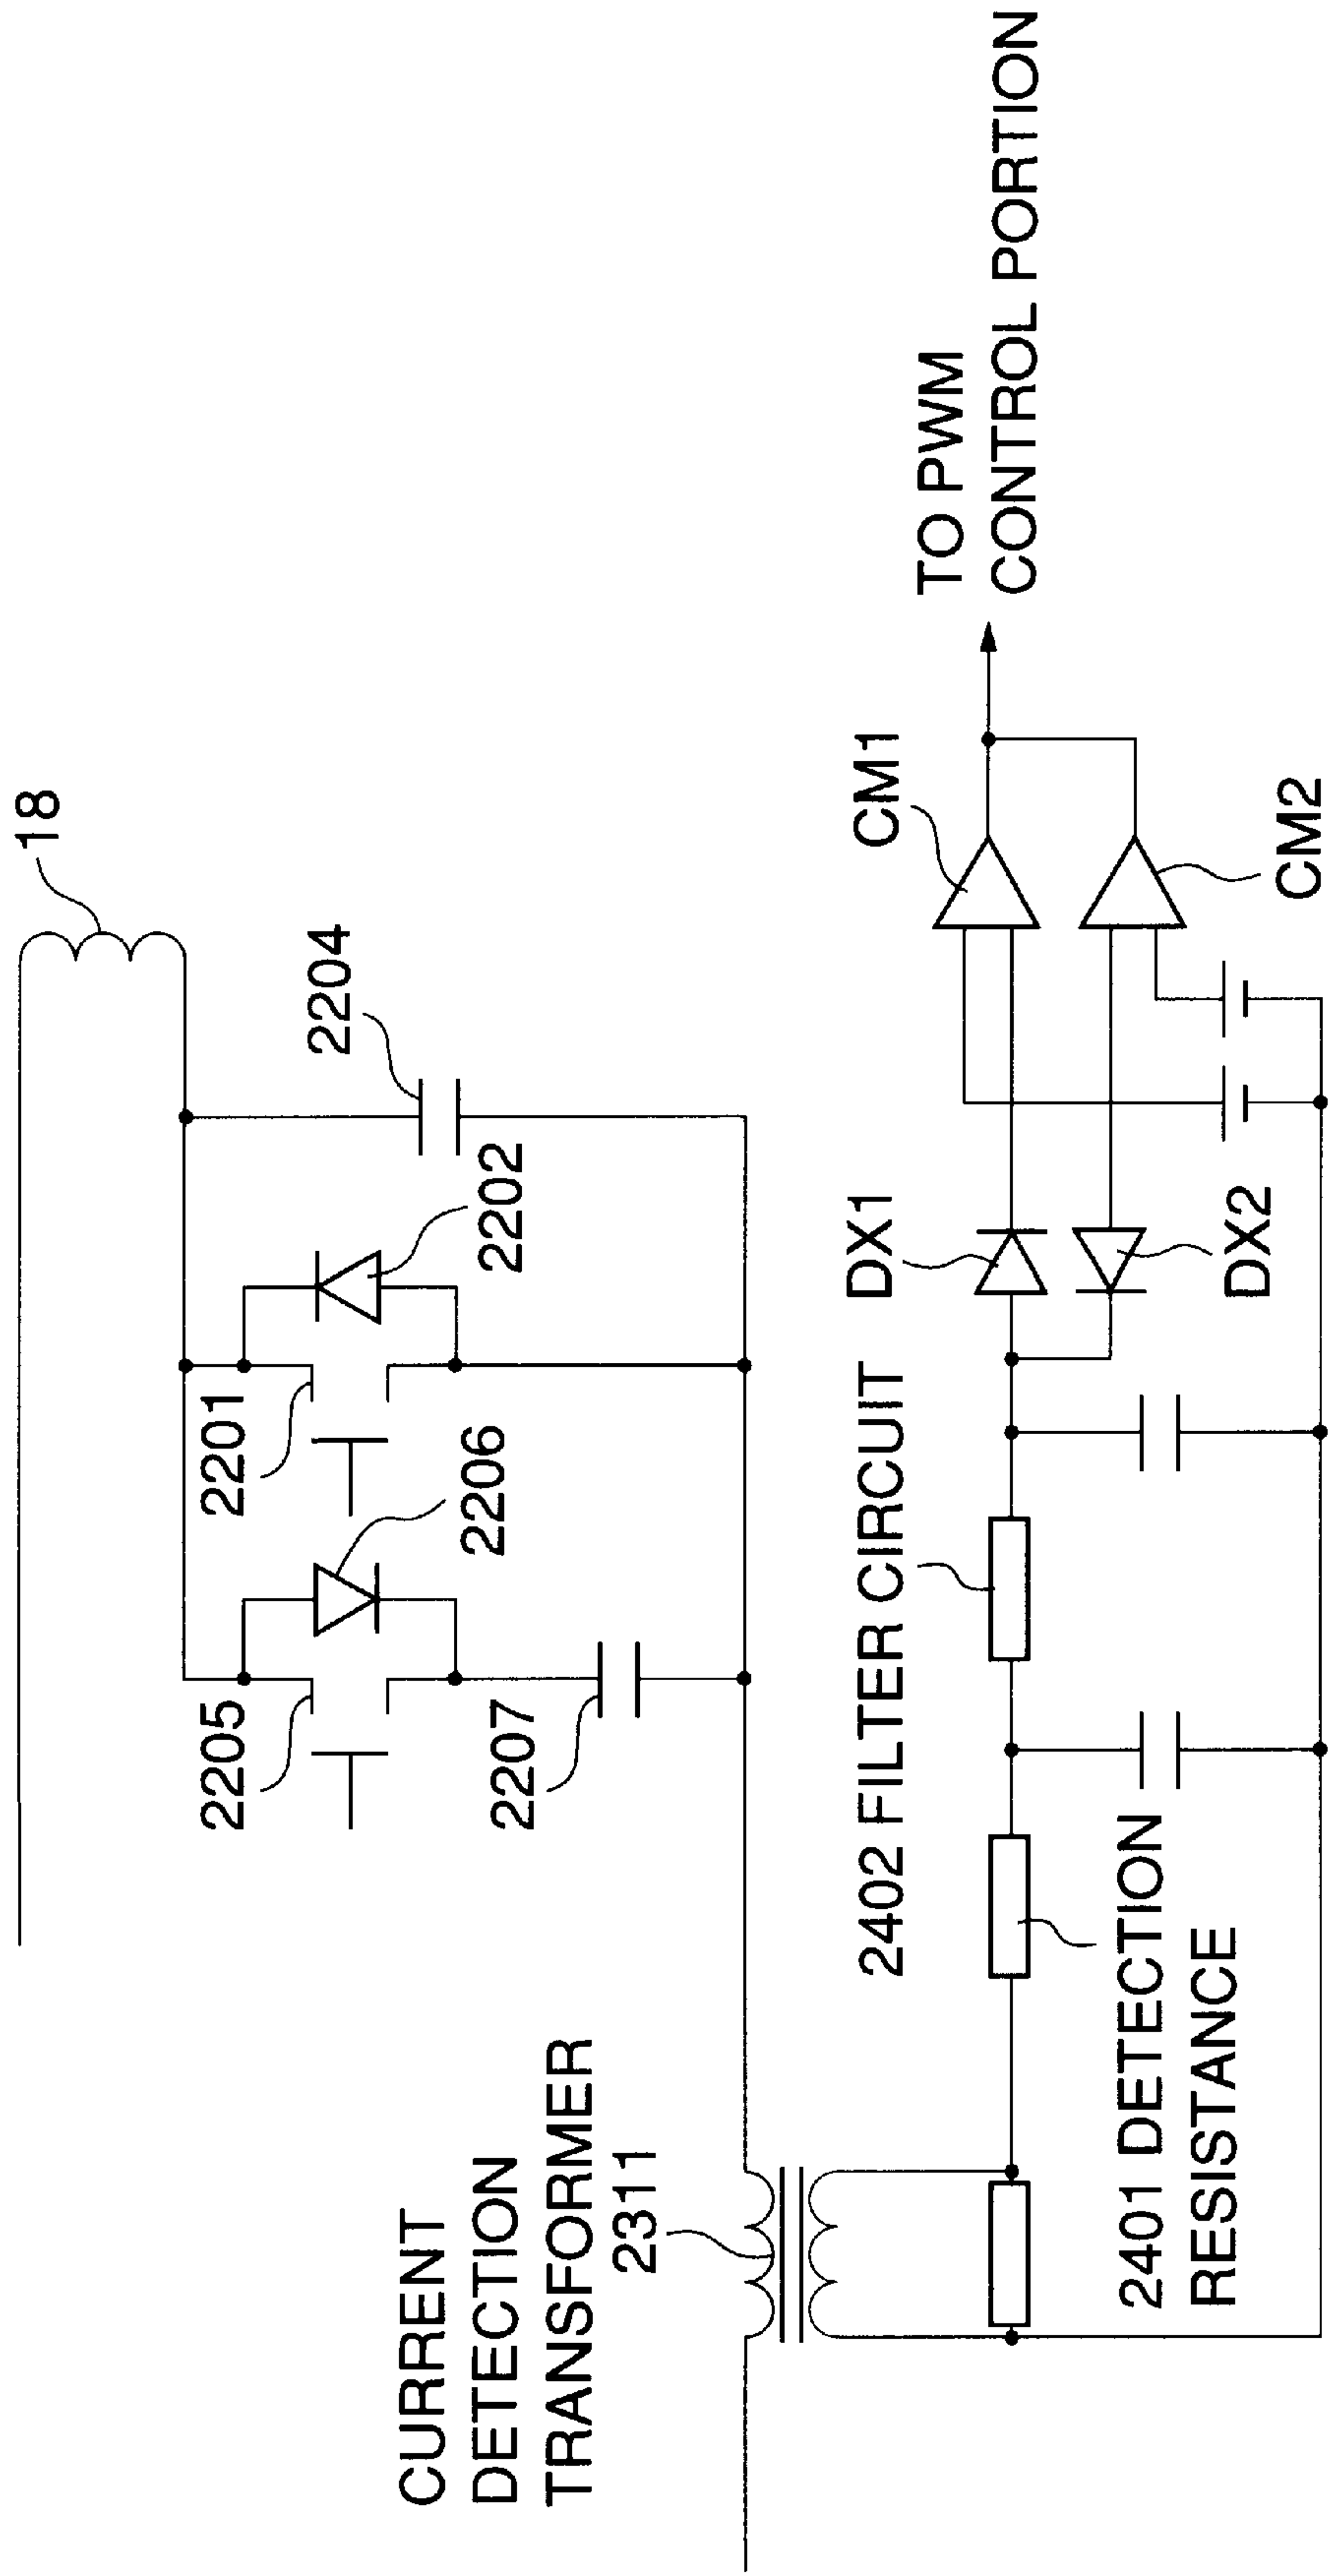 18
2204
2202
2201
2206
2205
2207
CURRENT
DETECTION
TRANSFORMER
2311
TO PWM
CONTROL PORTION
CM1
CM2
DX1
DX2
2402 FILTER CIRCUIT
2401 DETECTION
RESISTANCE